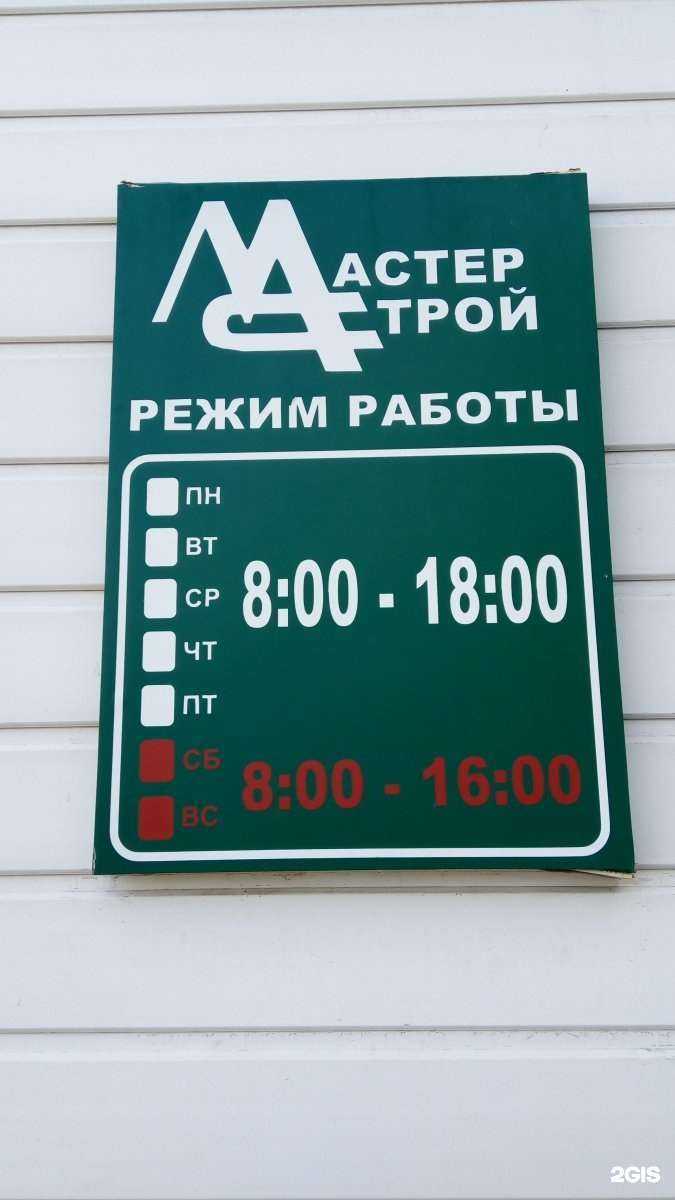 МАСТЕР
СТРОЙ
РЕЖИМ РАБОТЫ
ПН
ВТ
СР 8:00 - 18:00
ЧТ
ПТ
СБ 8:00 - 16:00
ВС
2GIS